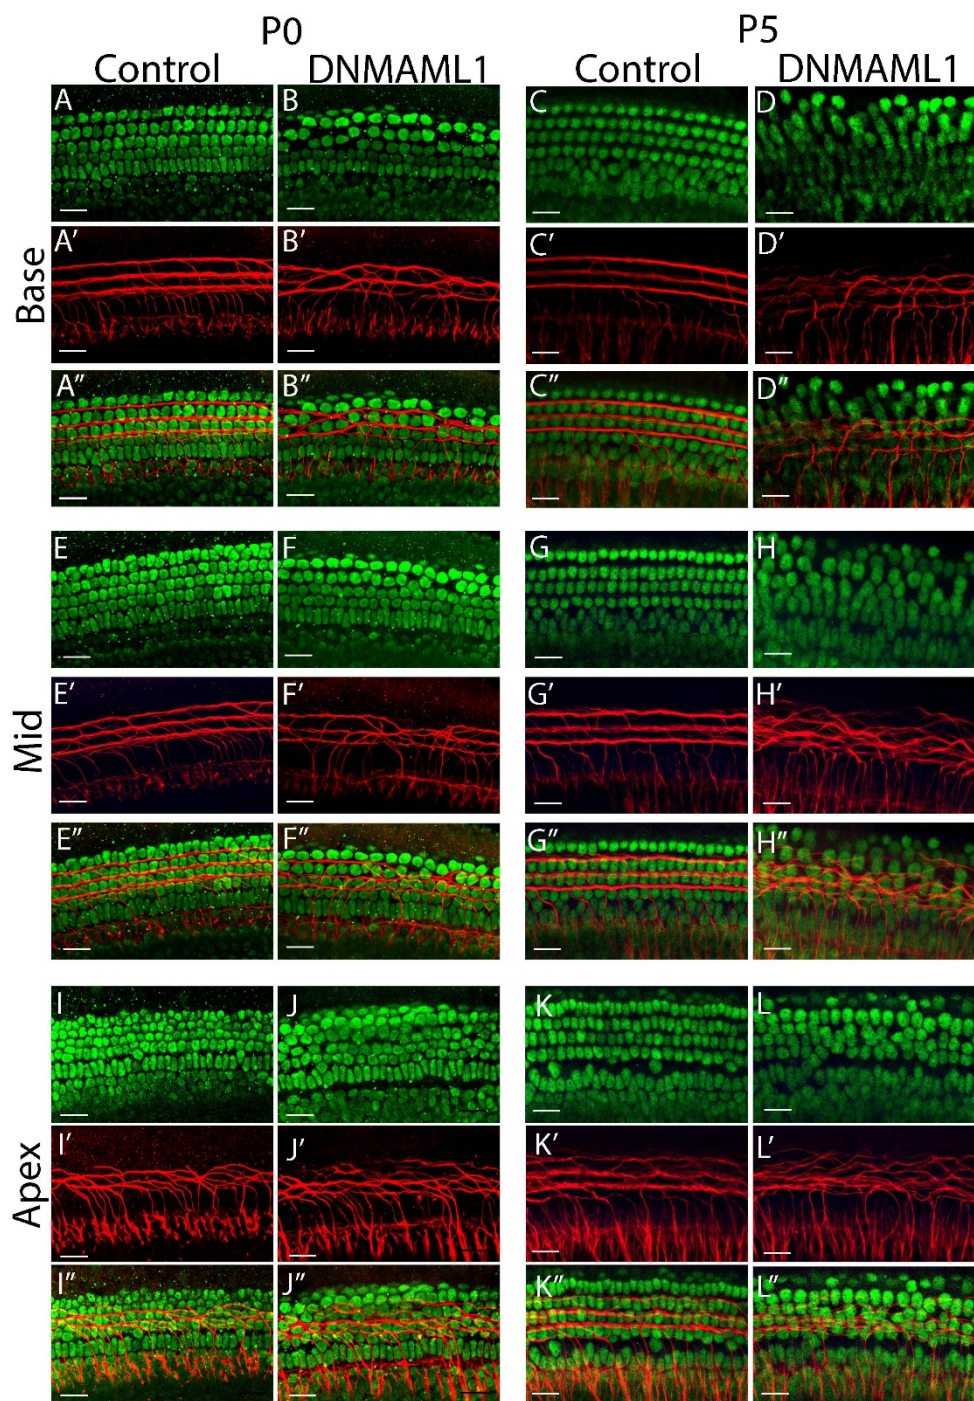 P0 P5
Control DNMAML1 Control DNMAML1
A B C D
Base
A′ B′ C′ D′
A″ B″ C″ D″
E F G H
Mid
E′ F′ G′ H′
E″ F″ G″ H″
I J K L
Apex
I′ J′ K′ L′
I″ J″ K″ L″